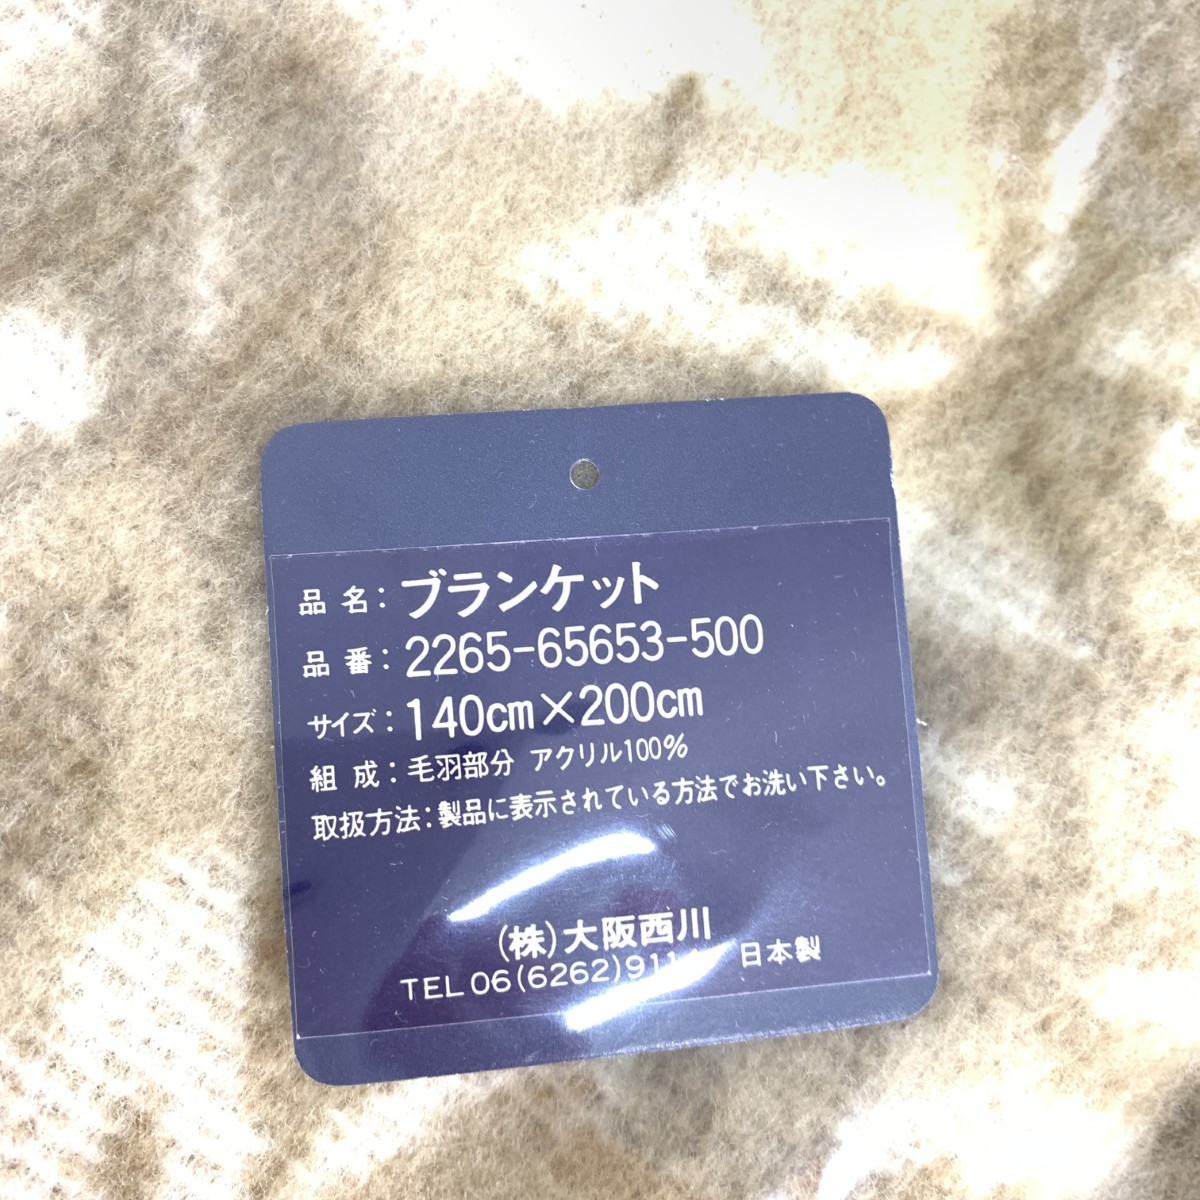 品名：ブランケット
品番：2265-65653-500
サイズ：140cm×200cm
組成：毛羽部分 アクリル100%
取扱方法：製品に表示されている方法でお洗い下さい。
(株)大阪西川
TEL 06(6262) 日本製